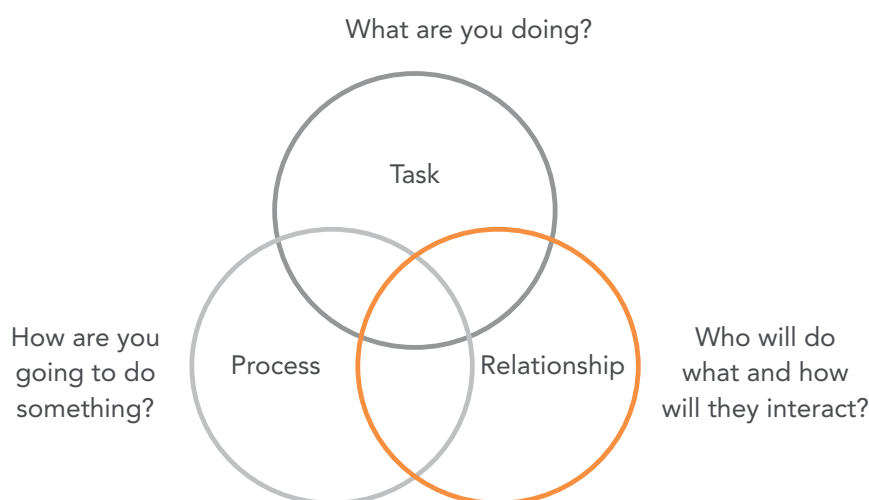 What are you doing?
Task
How are you
going to do
something?
Process
Relationship
Who will do
what and how
will they interact?